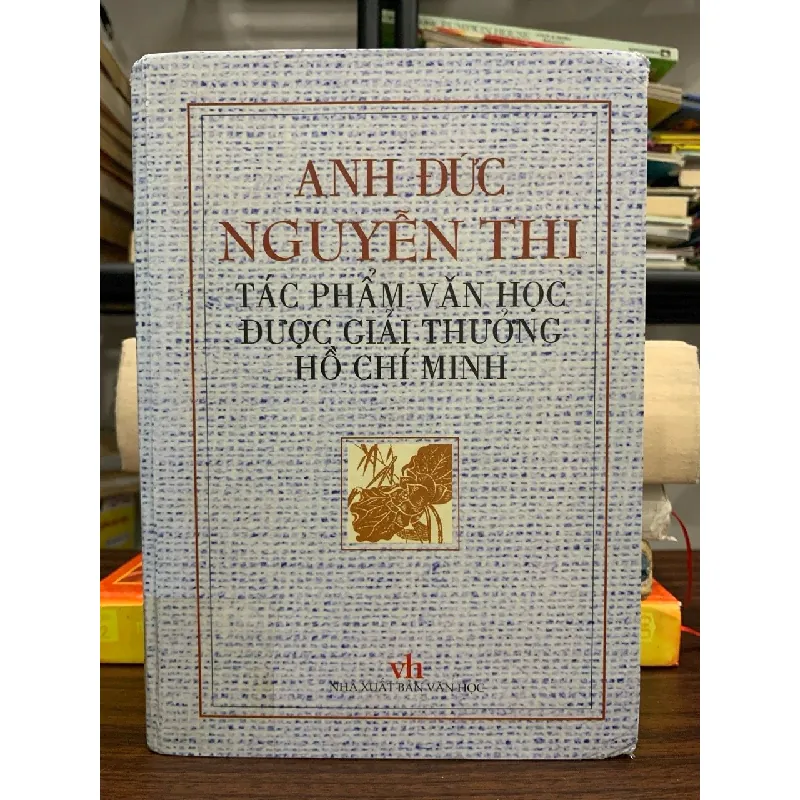 ANH ĐỨC
NGUYỄN THI
TÁC PHẨM VĂN HỌC
ĐƯỢC GIẢI THƯỞNG
HỒ CHÍ MINH
vh
NHÀ XUẤT BẢN VĂN HỌC